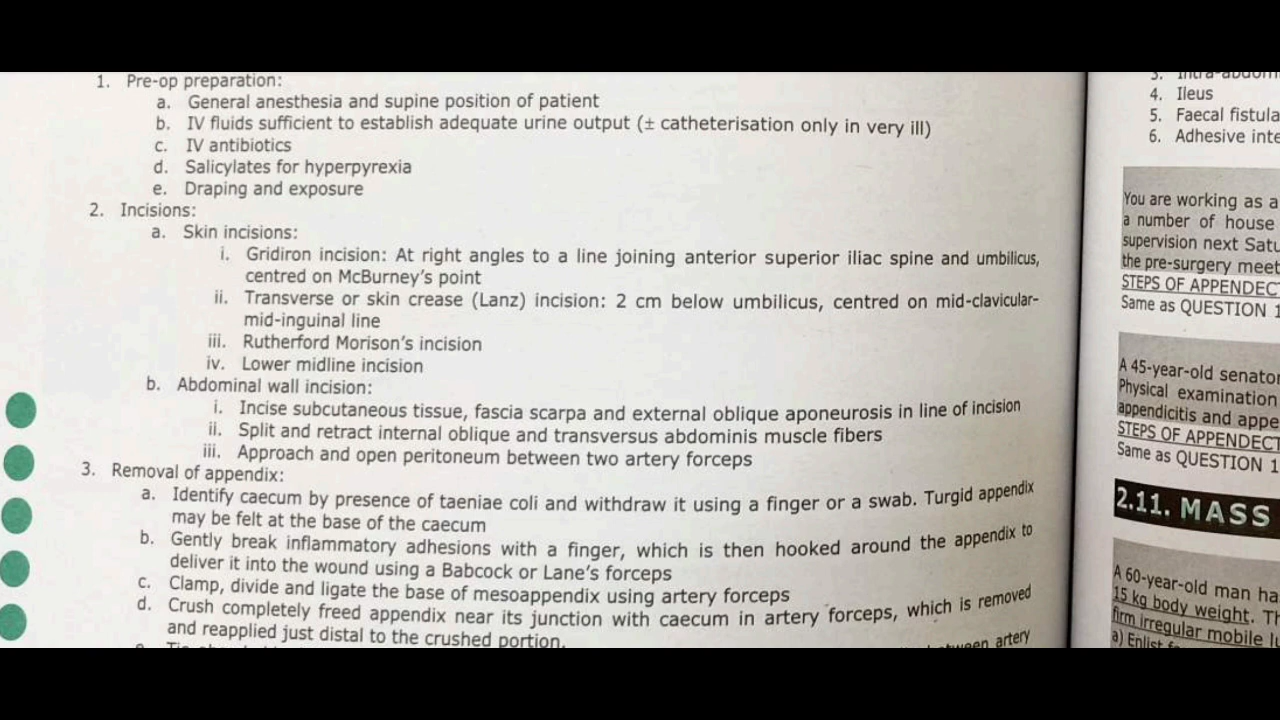 1. Pre-op preparation:
a. General anesthesia and supine position of patient
b. IV fluids sufficient to establish adequate urine output (± catheterisation only in very ill)
c. IV antibiotics
d. Salicylates for hyperpyrexia
e. Draping and exposure
2. Incisions:
a. Skin incisions:
i. Gridiron incision: At right angles to a line joining anterior superior iliac spine and umbilicus,
centred on McBurney's point
ii. Transverse or skin crease (Lanz) incision: 2 cm below umbilicus, centred on mid-clavicular-
mid-inguinal line
iii. Rutherford Morison's incision
iv. Lower midline incision
b. Abdominal wall incision:
i. Incise subcutaneous tissue, fascia scarpa and external oblique aponeurosis in line of incision
ii. Split and retract internal oblique and transversus abdominis muscle fibers
iii. Approach and open peritoneum between two artery forceps
3. Removal of appendix:
a. Identify caecum by presence of taeniae coli and withdraw it using a finger or a swab. Turgid appendix
may be felt at the base of the caecum
b. Gently break inflammatory adhesions with a finger, which is then hooked around the appendix to
deliver it into the wound using a Babcock or Lane's forceps
c. Clamp, divide and ligate the base of mesoappendix using artery forceps
d. Crush completely freed appendix near its junction with caecum in artery forceps, which is removed
and reapplied just distal to the crushed portion.
artery
3.
4. Ileus
5. Faecal fistula
6. Adhesive inte
You are working as a
a number of house
supervision next Satu
the pre-surgery meet
STEPS OF APPENDECT
Same as QUESTION 1
A 45-year-old senator
Physical examination
appendicitis and appe
STEPS OF APPENDECT
Same as QUESTION 1
2.11. MASS
A 60-year-old man ha
15 kg body weight. Th
firm irregular mobile lu
a) Enlist